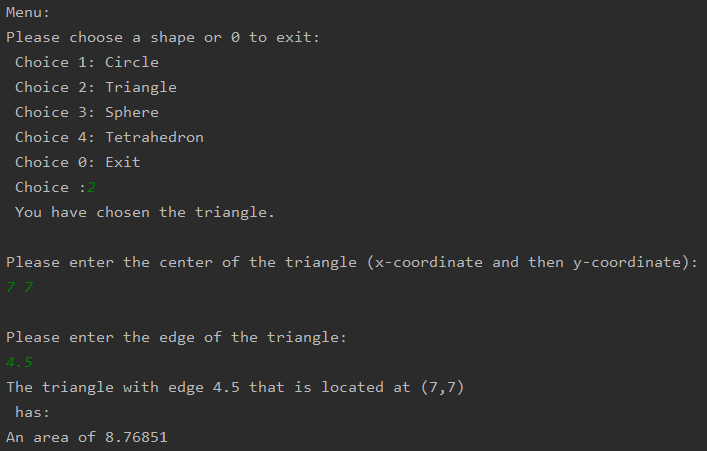 Menu:
Please choose a shape or 0 to exit:
Choice 1: Circle
Choice 2: Triangle
Choice 3: Sphere
Choice 4: Tetrahedron
Choice 0: Exit
Choice :2
You have chosen the triangle.
Please enter the center of the triangle (x-coordinate and then y-coordinate):
7 7
Please enter the edge of the triangle:
4.5
The triangle with edge 4.5 that is located at (7,7)
has:
An area of 8.76851